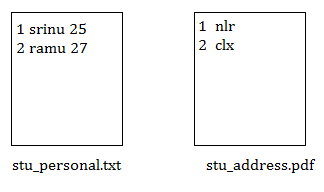 1 srinu 25
2 ramu 27
stu_personal.txt
1 nlr
2 clx
stu_address.pdf